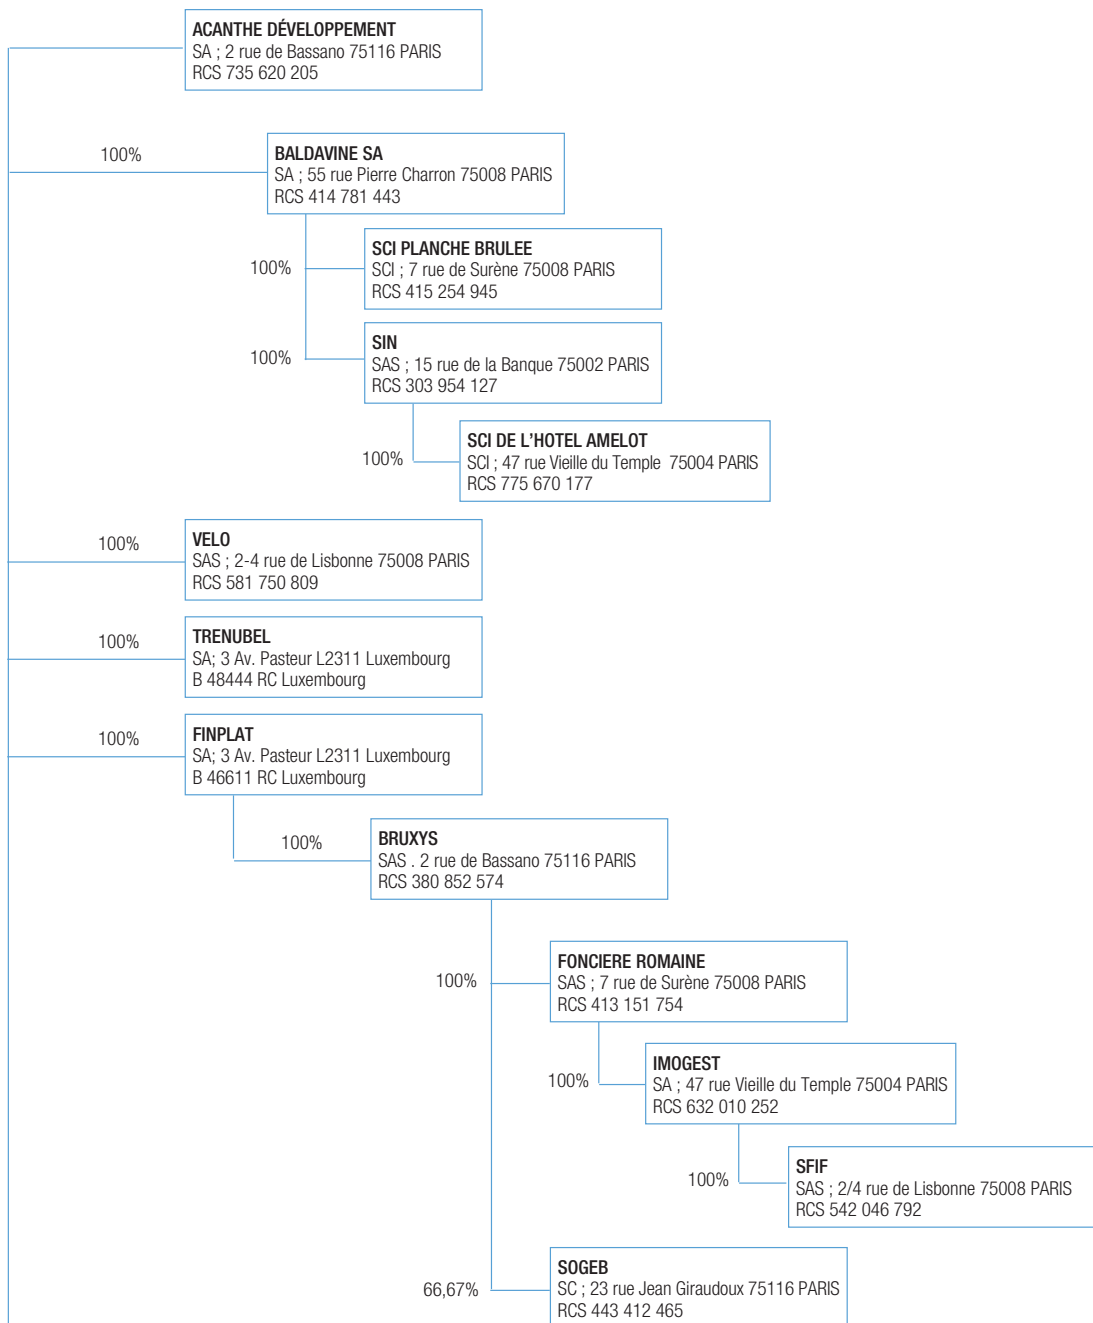 ACANTHE DÉVELOPPEMENT
SA ; 2 rue de Bassano 75116 PARIS
RCS 735 620 205
100%
BALDAVINE SA
SA ; 55 rue Pierre Charron 75008 PARIS
RCS 414 781 443
100%
SCI PLANCHE BRULEE
SCI ; 7 rue de Surène 75008 PARIS
RCS 415 254 945
100%
SIN
SAS ; 15 rue de la Banque 75002 PARIS
RCS 303 954 127
100%
SCI DE L'HOTEL AMELOT
SCI ; 47 rue Vieille du Temple 75004 PARIS
RCS 775 670 177
100%
VELO
SAS ; 2-4 rue de Lisbonne 75008 PARIS
RCS 581 750 809
100%
TRENUBEL
SA; 3 Av. Pasteur L2311 Luxembourg
B 48444 RC Luxembourg
100%
FINPLAT
SA; 3 Av. Pasteur L2311 Luxembourg
B 46611 RC Luxembourg
100%
BRUXYS
SAS . 2 rue de Bassano 75116 PARIS
RCS 380 852 574
100%
FONCIERE ROMAINE
SAS ; 7 rue de Surène 75008 PARIS
RCS 413 151 754
100%
IMOGEST
SA ; 47 rue Vieille du Temple 75004 PARIS
RCS 632 010 252
100%
SFIF
SAS ; 2/4 rue de Lisbonne 75008 PARIS
RCS 542 046 792
66,67%
SOGEB
SC ; 23 rue Jean Giraudoux 75116 PARIS
RCS 443 412 465